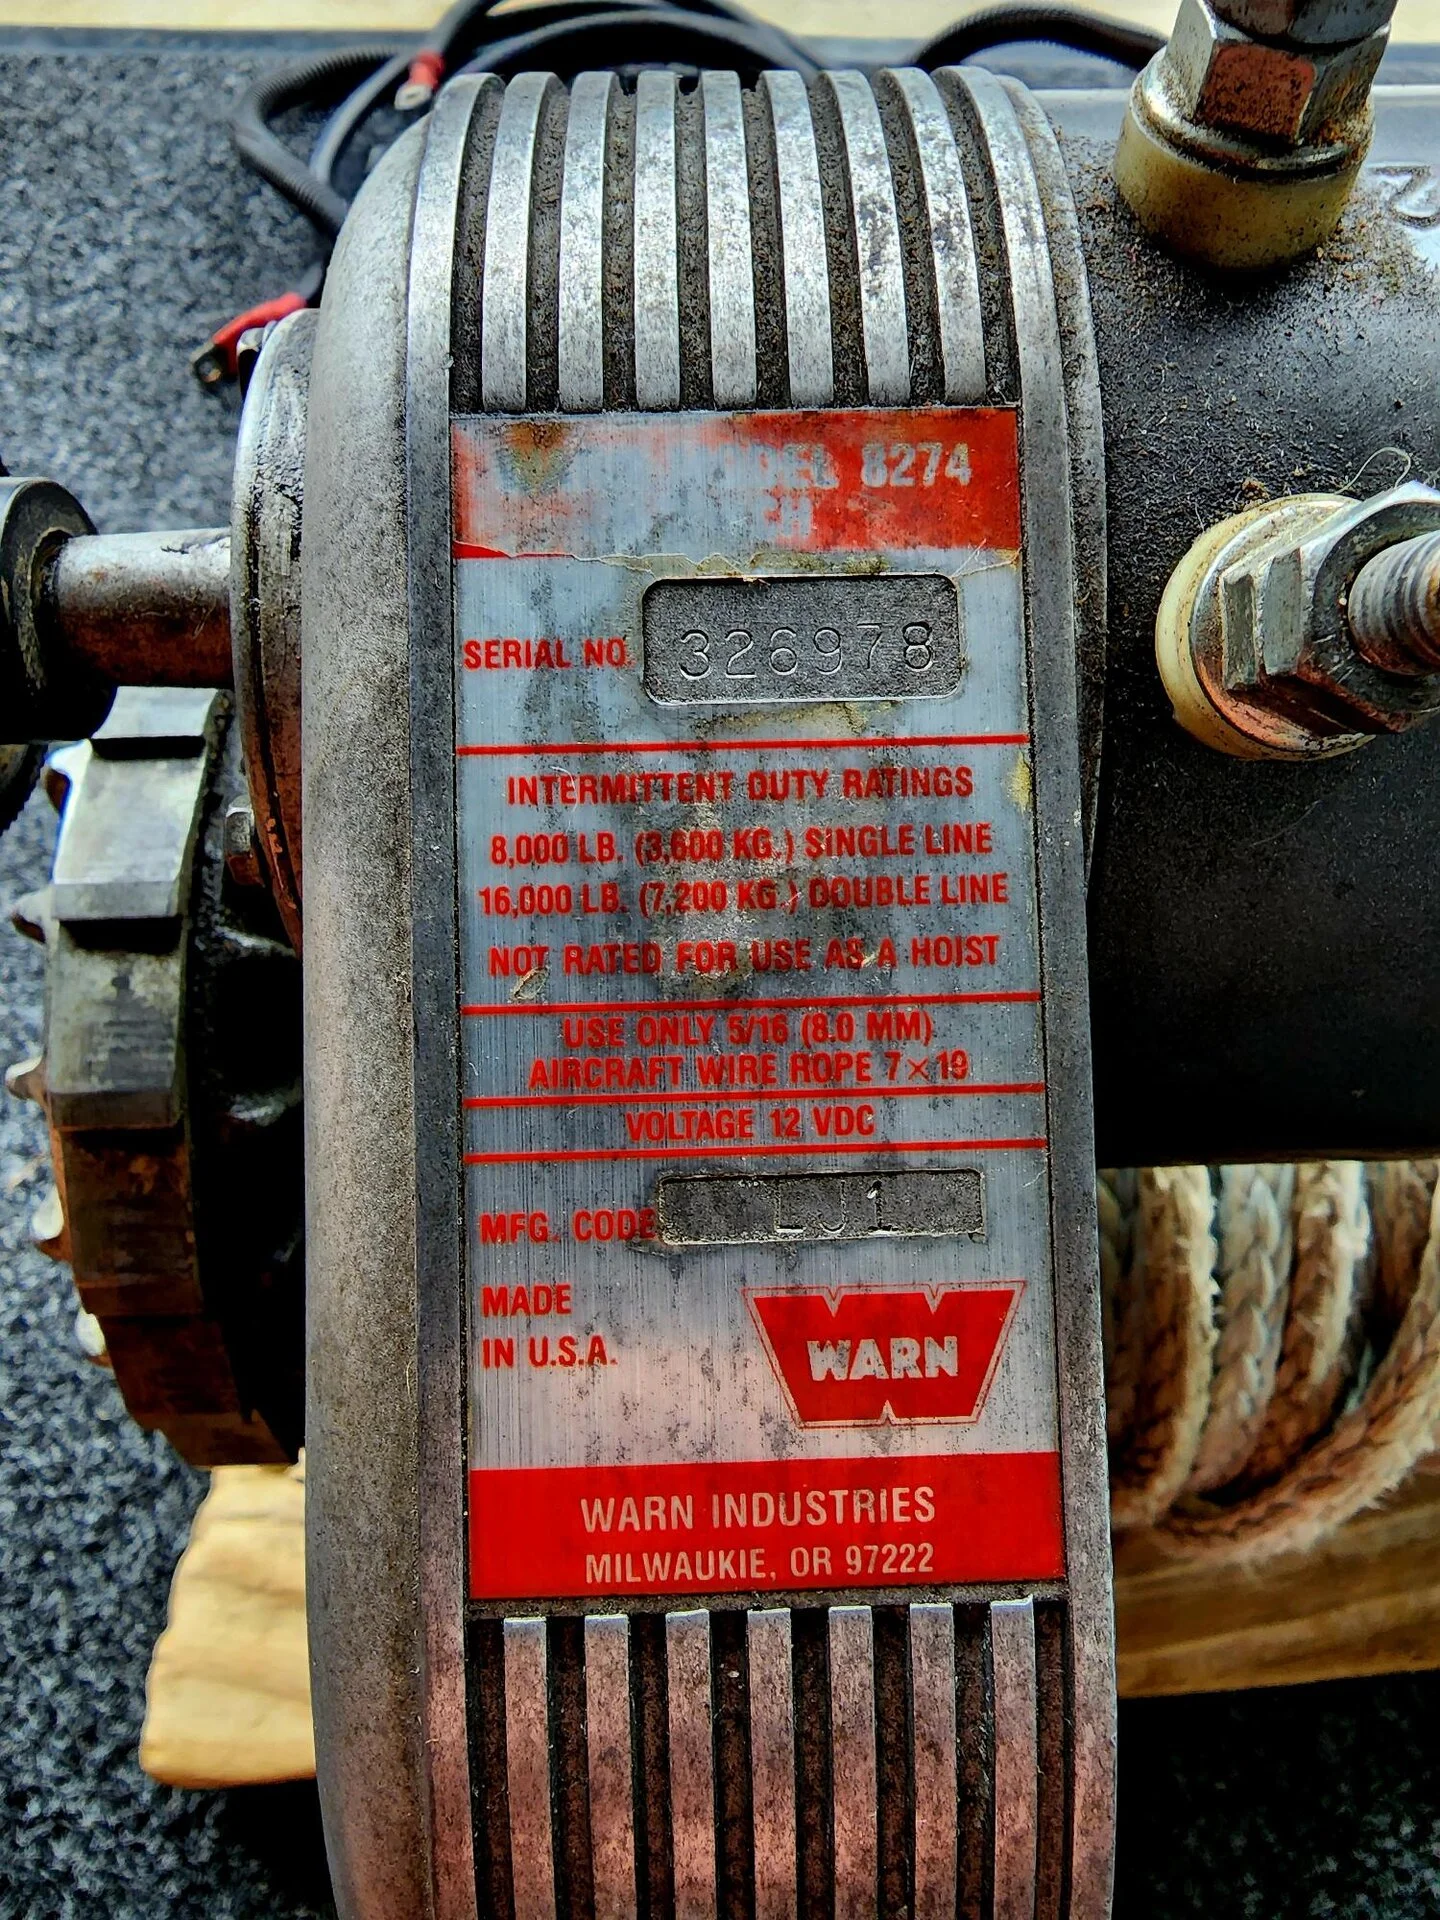 MODEL 8274
SERIAL NO. 326978
INTERMITTENT DUTY RATINGS
8,000 LB. (3,600 KG.) SINGLE LINE
16,000 LB. (7,200 KG.) DOUBLE LINE
NOT RATED FOR USE AS A HOIST
USE ONLY 5/16 (8.0 MM)
AIRCRAFT WIRE ROPE 7×19
VOLTAGE 12 VDC
MFG. CODE LJ1
MADE
IN U.S.A.
WARN
WARN INDUSTRIES
MILWAUKIE, OR 97222